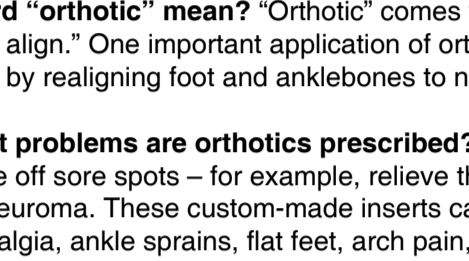 rd “orthotic” mean? “Orthotic” comes
align.” One important application of ort
by realigning foot and anklebones to n
t problems are orthotics prescribed?
e off sore spots – for example, relieve th
euroma. These custom-made inserts ca
algia, ankle sprains, flat feet, arch pain,